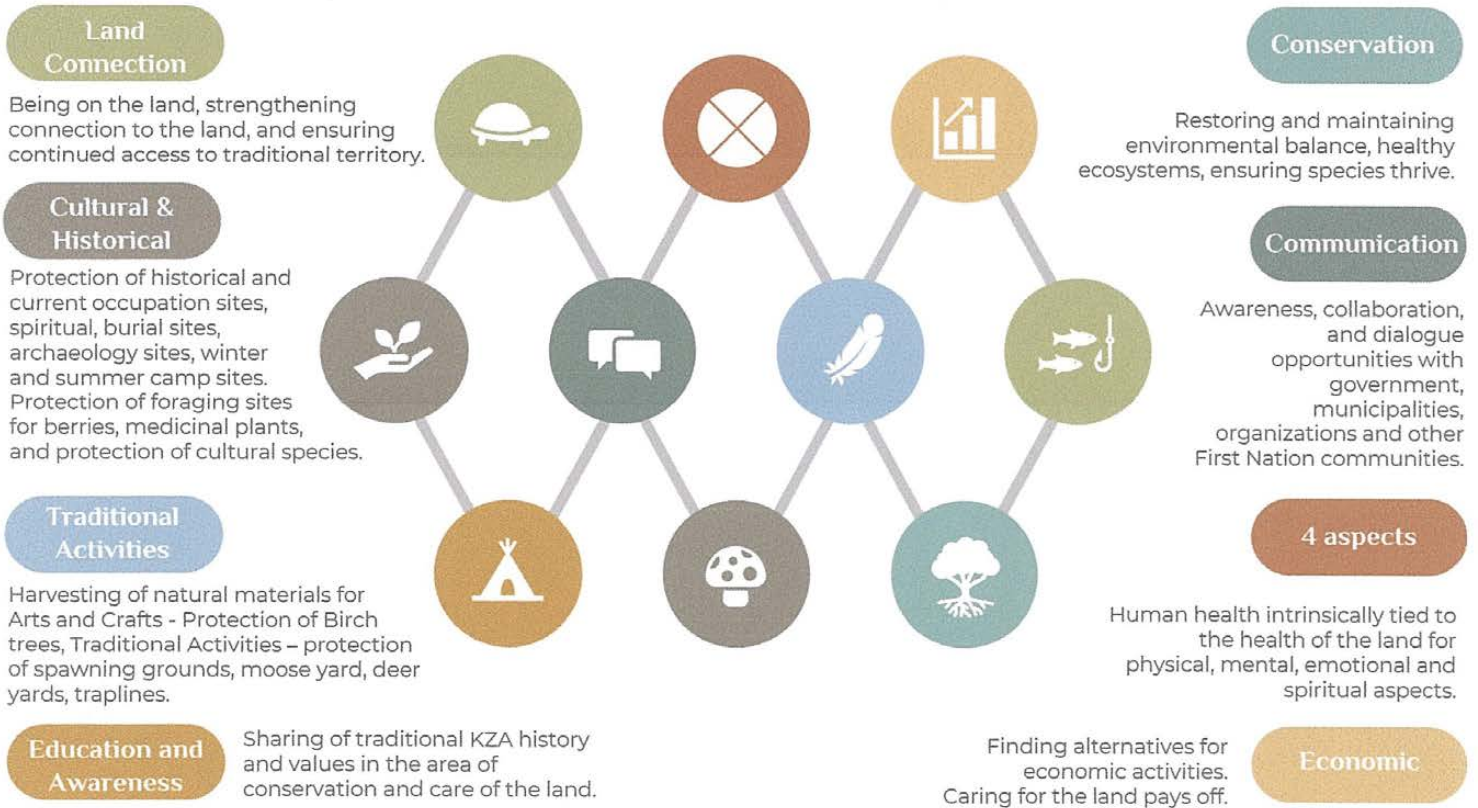 Land
Connection
Being on the land, strengthening
connection to the land, and ensuring
continued access to traditional territory.
Cultural &
Historical
Protection of historical and
current occupation sites,
spiritual, burial sites,
archaeology sites, winter
and summer camp sites.
Protection of foraging sites
for berries, medicinal plants,
and protection of cultural species.
Traditional
Activities
Harvesting of natural materials for
Arts and Crafts - Protection of Birch
trees, Traditional Activities – protection
of spawning grounds, moose yard, deer
yards, traplines.
Education and
Awareness
Sharing of traditional KZA history
and values in the area of
conservation and care of the land.
Conservation
Restoring and maintaining
environmental balance, healthy
ecosystems, ensuring species thrive.
Communication
Awareness, collaboration,
and dialogue
opportunities with
government,
municipalities,
organizations and other
First Nation communities.
4 aspects
Human health intrinsically tied to
the health of the land for
physical, mental, emotional and
spiritual aspects.
Economic
Finding alternatives for
economic activities.
Caring for the land pays off.